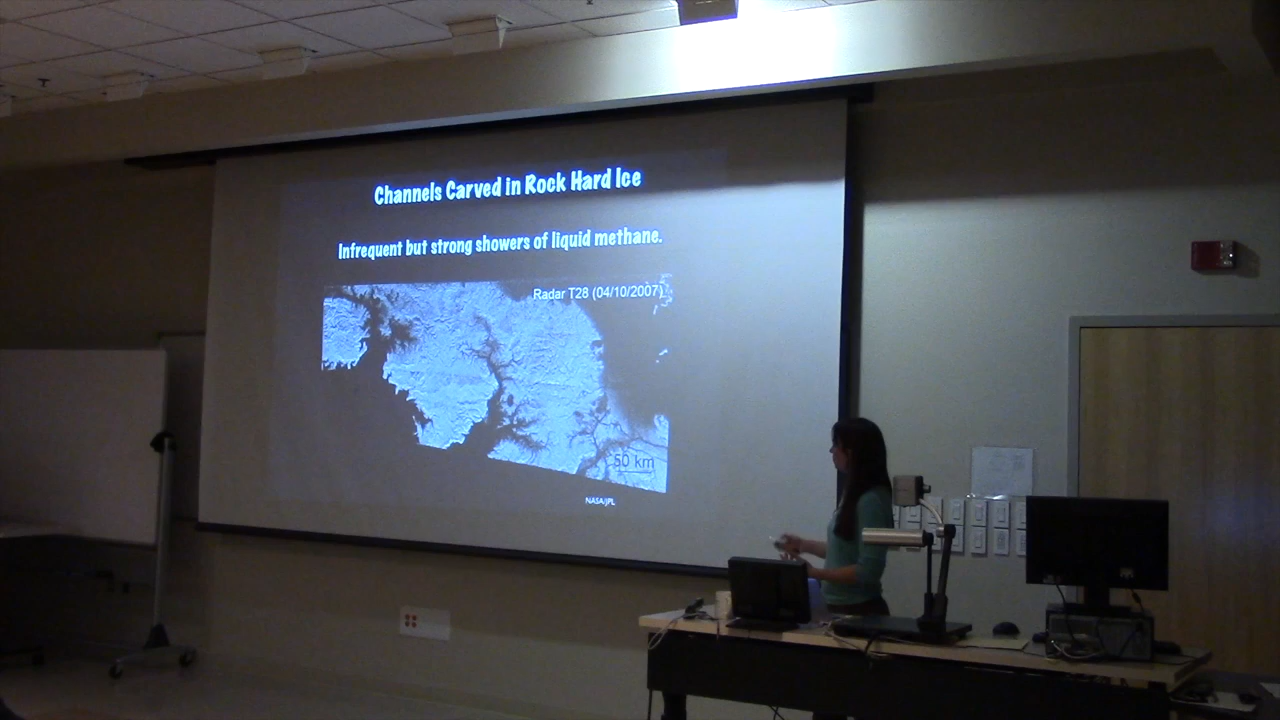 Channels Carved in Rock Hard Ice
Infrequent but strong showers of liquid methane.
Radar T28 (04/10/2007)
50 km
NASA/JPL